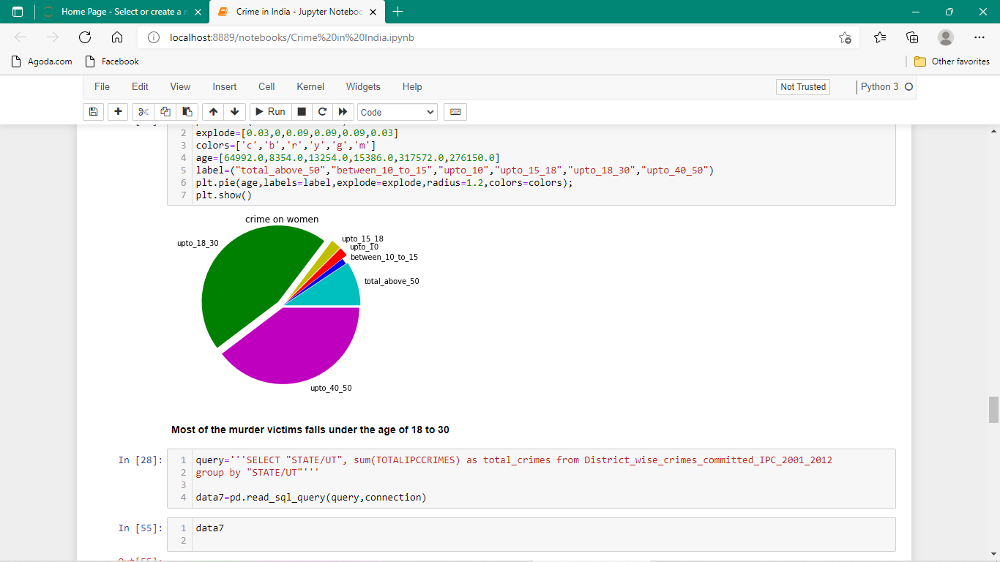 Home Page - Select or create a n
Crime in India - Jupyter Noteboo
localhost:8889/notebooks/Crime%20in%20India.ipynb
Agoda.com
Facebook
Other favorites
File Edit View Insert Cell Kernel Widgets Help
Not Trusted
Python 3
Run
Code
2 explode=[0.03,0,0.09,0.09,0.09,0.03]
3 colors=['c','b','r','y','g','m']
4 age=[64992.0,8354.0,13254.0,15386.0,317572.0,276150.0]
5 label=("total_above_50","between_10_to_15","upto_10","upto_15_18","upto_18_30","upto_40_50")
6 plt.pie(age,labels=label,explode=explode,radius=1.2,colors=colors);
7 plt.show()
crime on women
upto_18_30
upto_15_18
upto_10
between_10_to_15
total_above_50
upto_40_50
Most of the murder victims falls under the age of 18 to 30
In [28]:
1 query='''SELECT "STATE/UT", sum(TOTALIPCCRIMES) as total_crimes from District_wise_crimes_committed_IPC_2001_2012
2 group by "STATE/UT"'''
3
4 data7=pd.read_sql_query(query,connection)
In [55]:
1 data7
2
Out[55]: